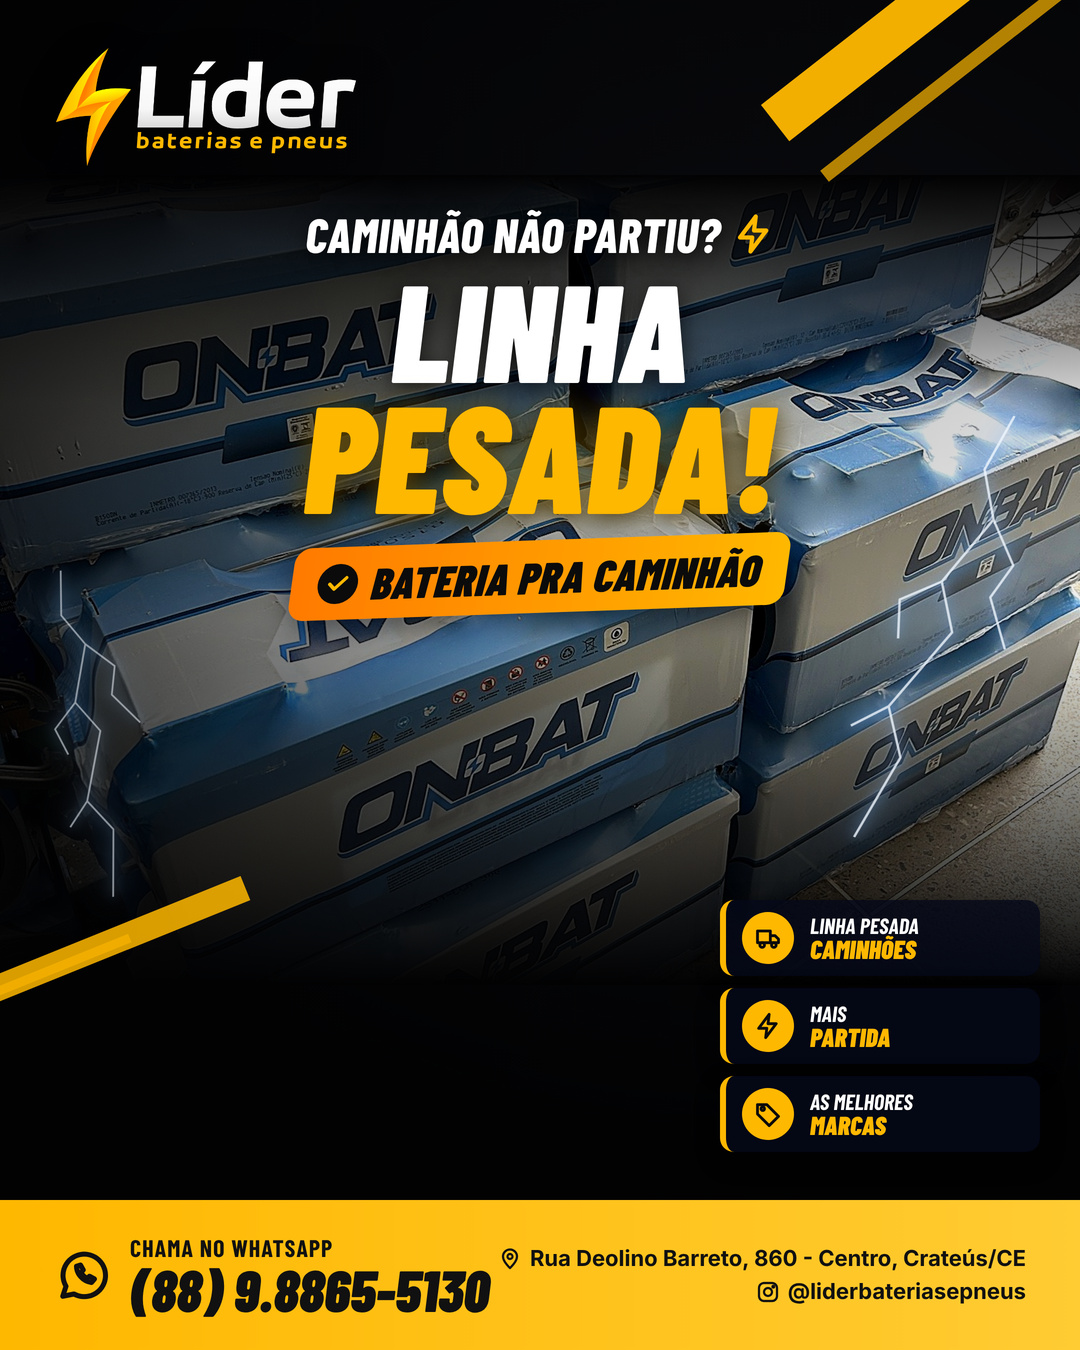 Líder
baterias e pneus
CAMINHÃO NÃO PARTIU?
LINHA
PESADA!
BATERIA PRA CAMINHÃO
ONBAT
ONBAT
ONBAT
ONBAT
ONBAT
ONBAT
ONBAT
LINHA PESADA
CAMINHÕES
MAIS
PARTIDA
AS MELHORES
MARCAS
CHAMA NO WHATSAPP
(88) 9.8865-5130
Rua Deolino Barreto, 860 - Centro, Crateús/CE
@liderbateriasepneus